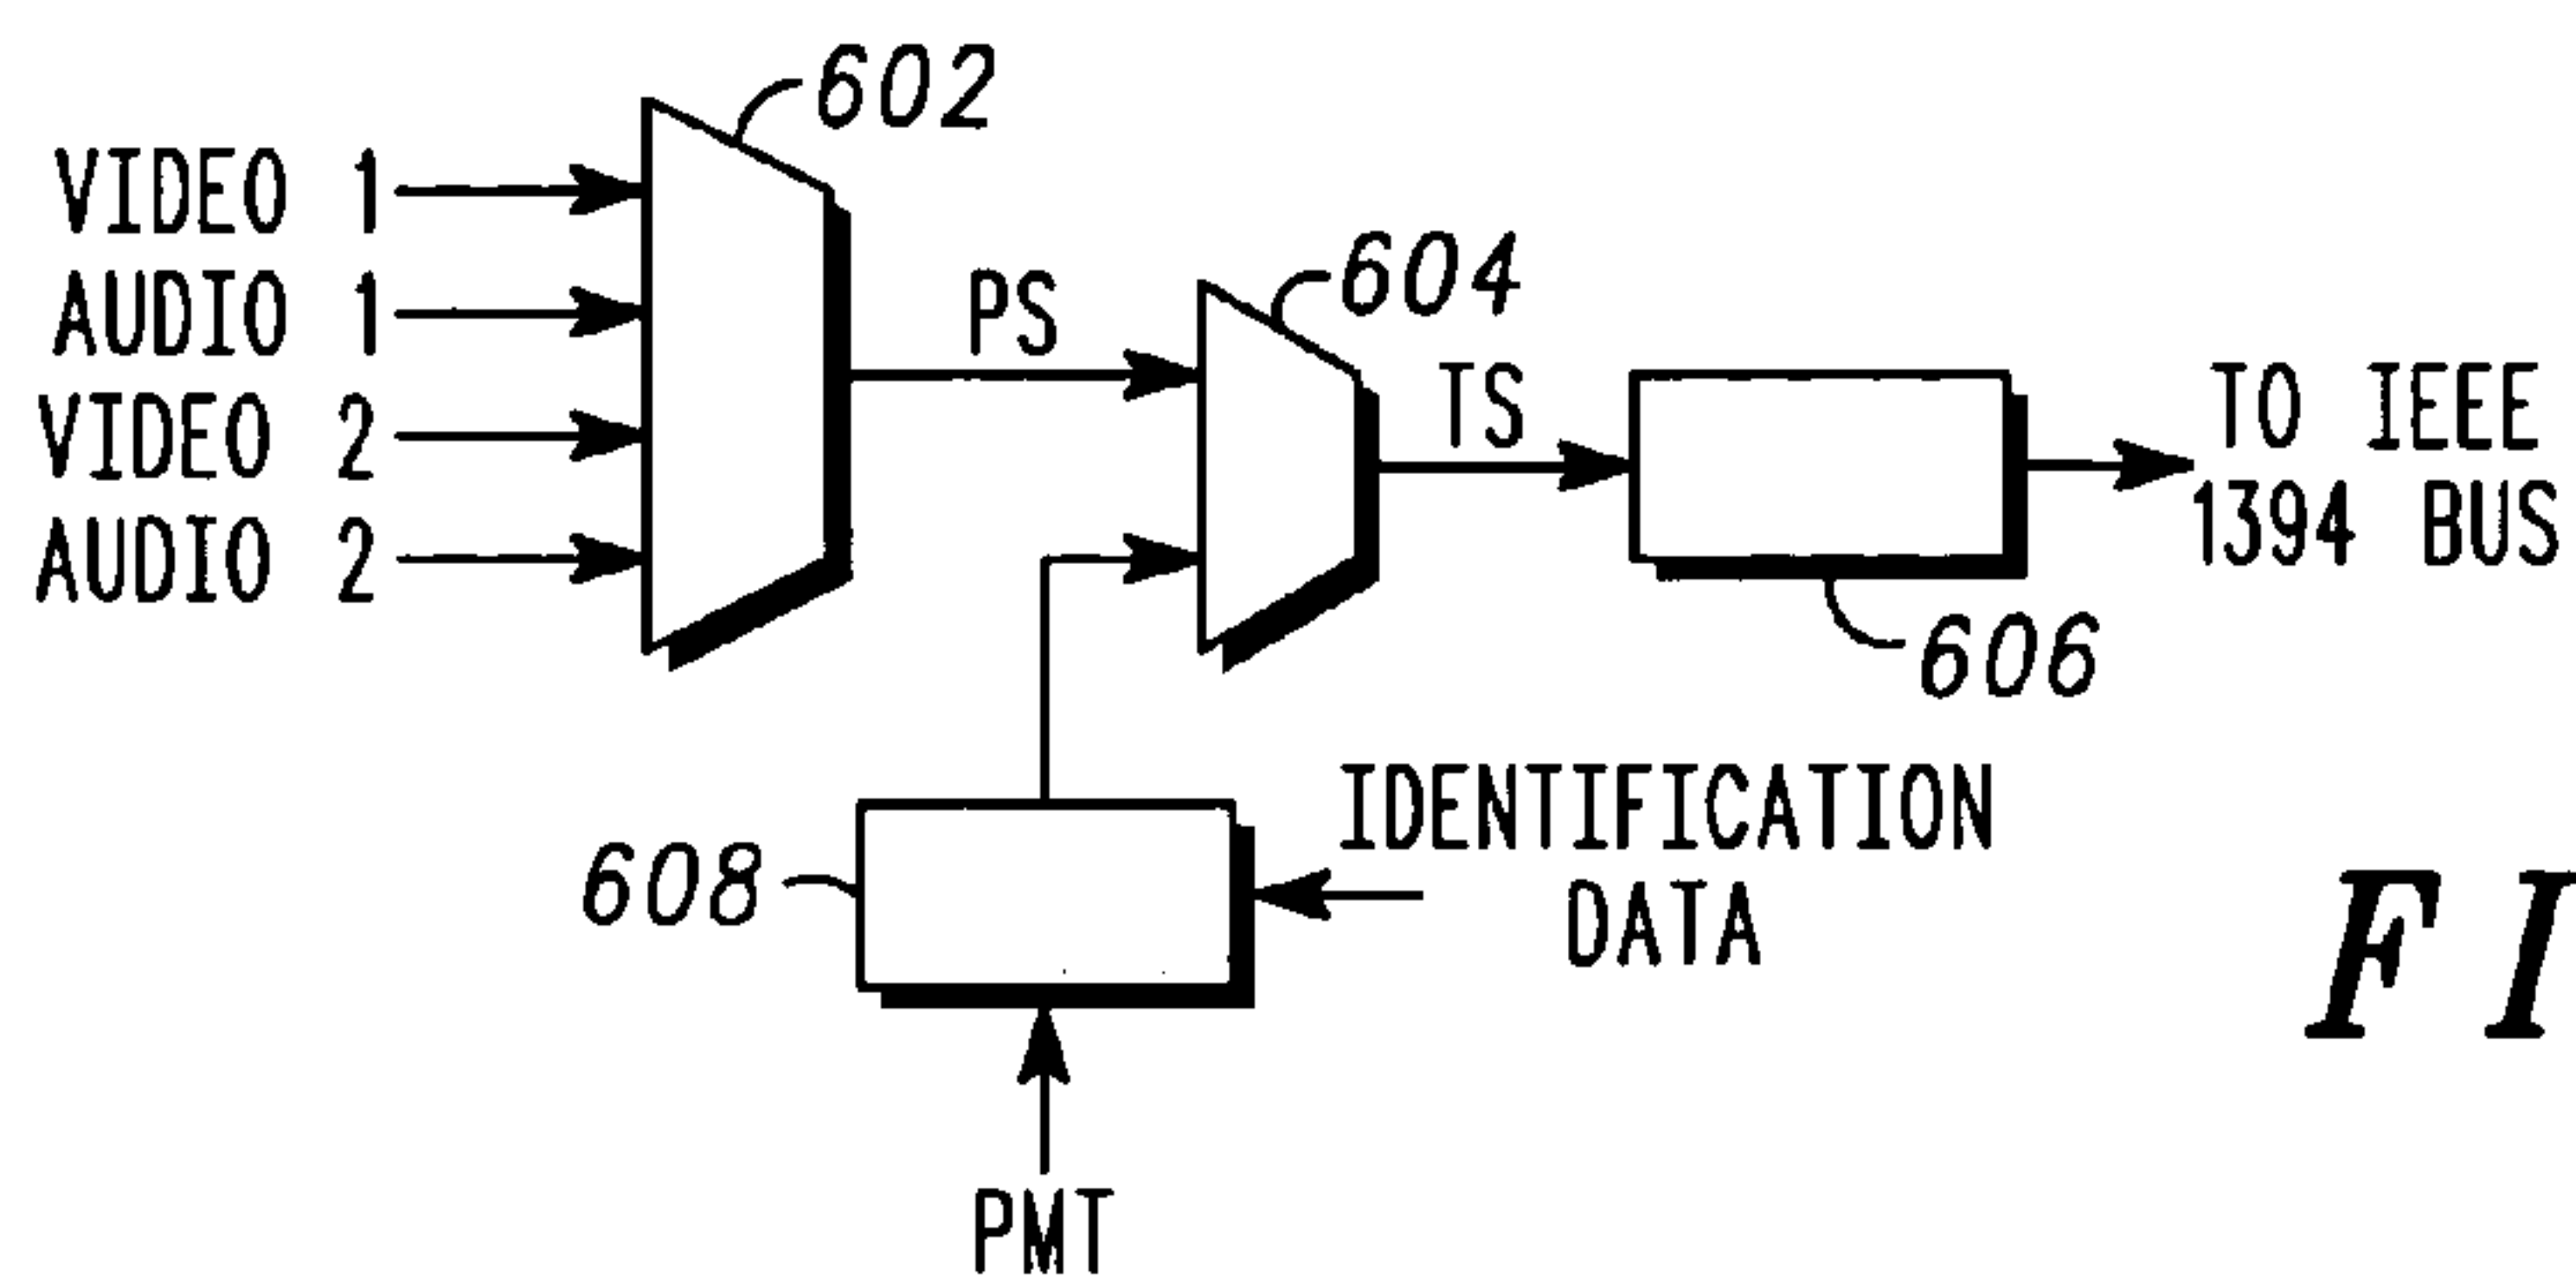 602
VIDEO 1
AUDIO 1
VIDEO 2
AUDIO 2
PS
604
TS
TO IEEE
1394 BUS
606
608
IDENTIFICATION
DATA
PMT
FI